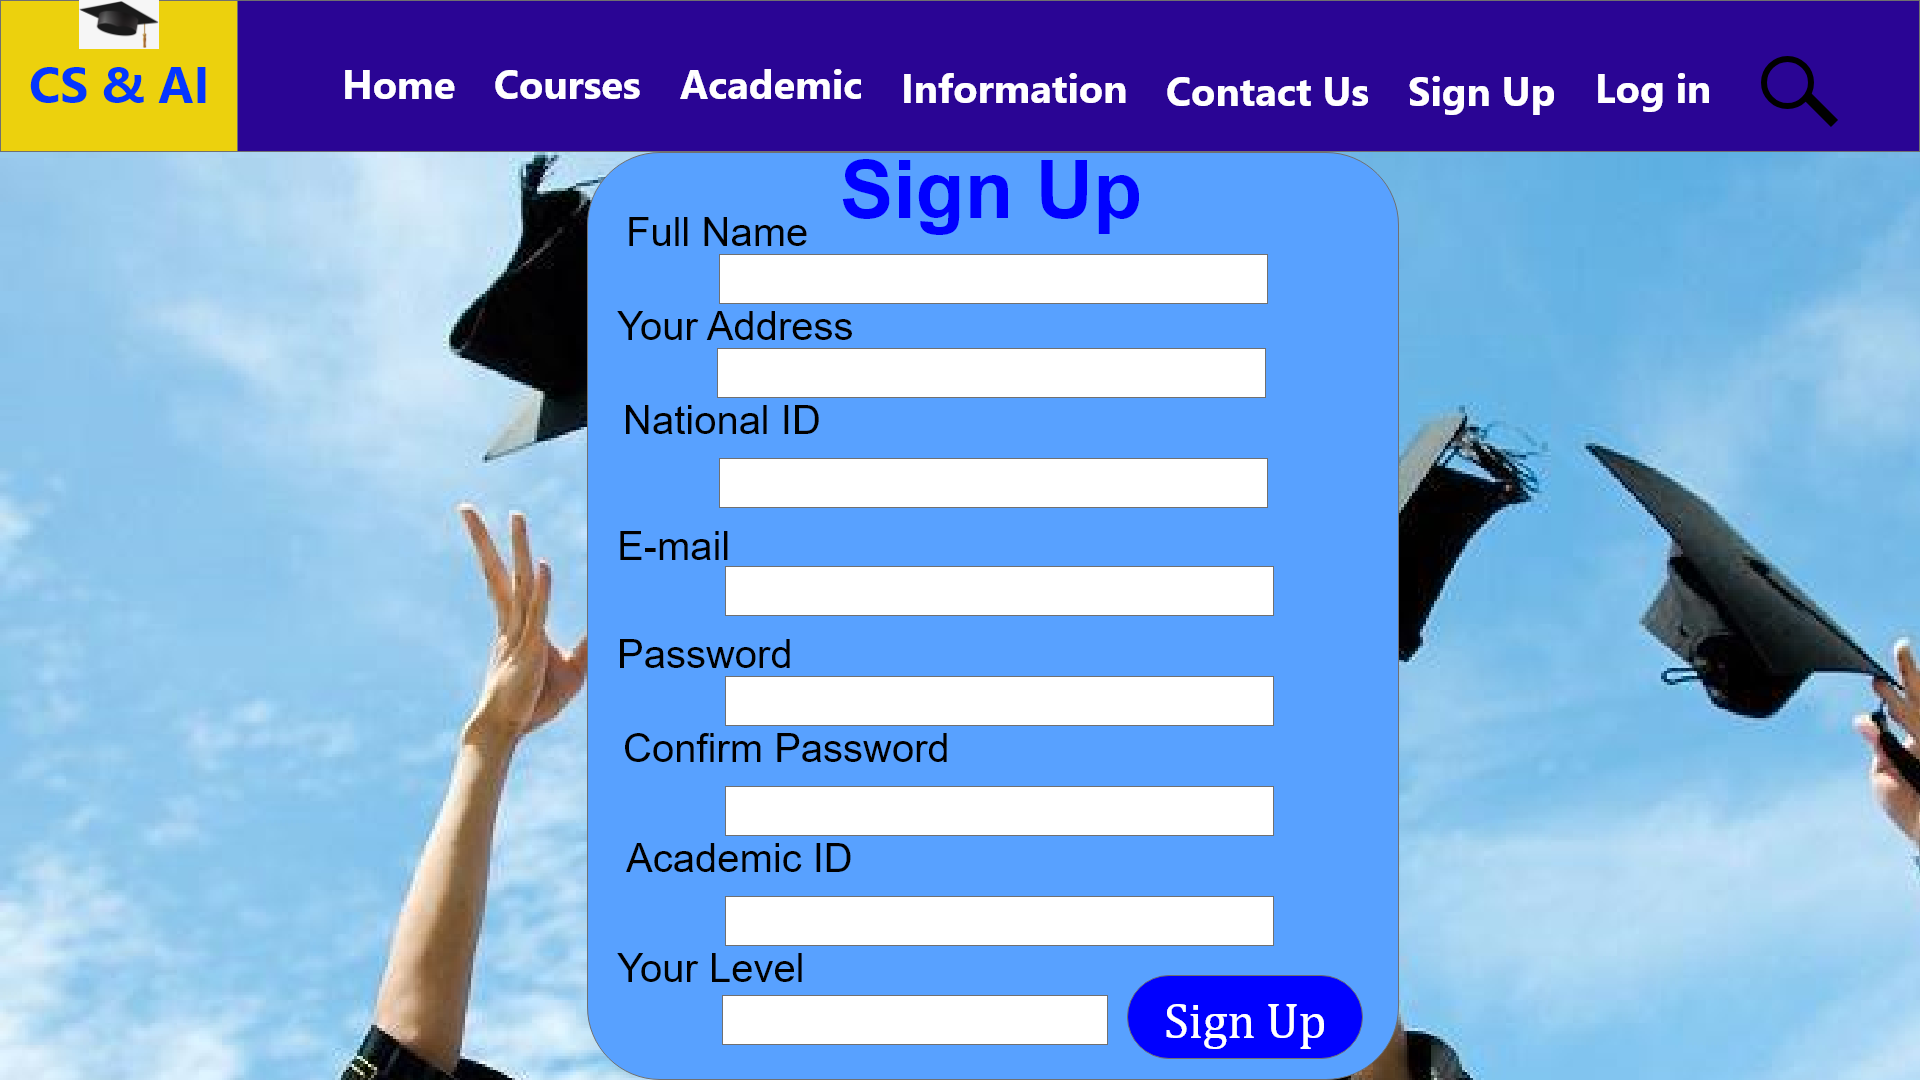 CS & AI
Home Courses Academic Information Contact Us Sign Up Log in
Sign Up
Full Name
Your Address
National ID
E-mail
Password
Confirm Password
Academic ID
Your Level
Sign Up